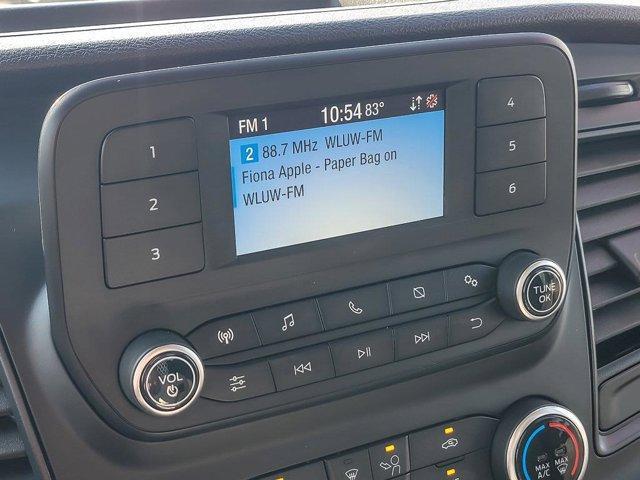 FM 1 10:54 83°
2 88.7 MHz WLUW-FM
Fiona Apple - Paper Bag on
WLUW-FM
1
2
3
4
5
6
TUNE
OK
VOL
MAX
A/C
MAX